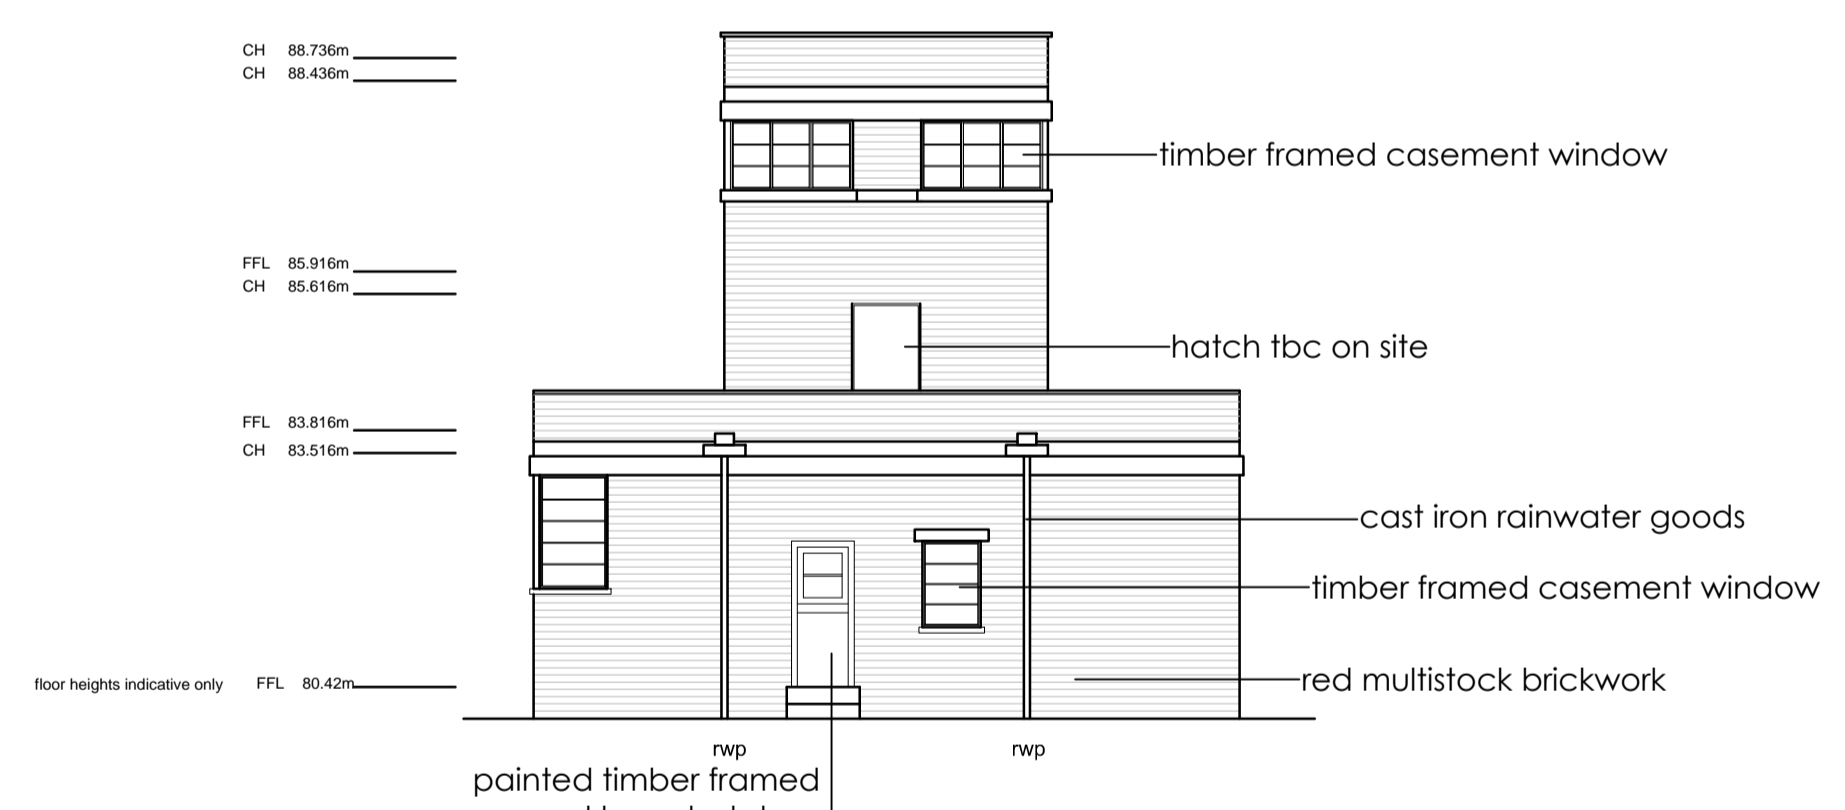 CH 88.736m
CH 88.436m
timber framed casement window
FFL 85.916m
CH 85.616m
hatch tbc on site
FFL 83.816m
CH 83.516m
cast iron rainwater goods
timber framed casement window
floor heights indicative only FFL 80.42m
red multistock brickwork
rwp
rwp
painted timber framed